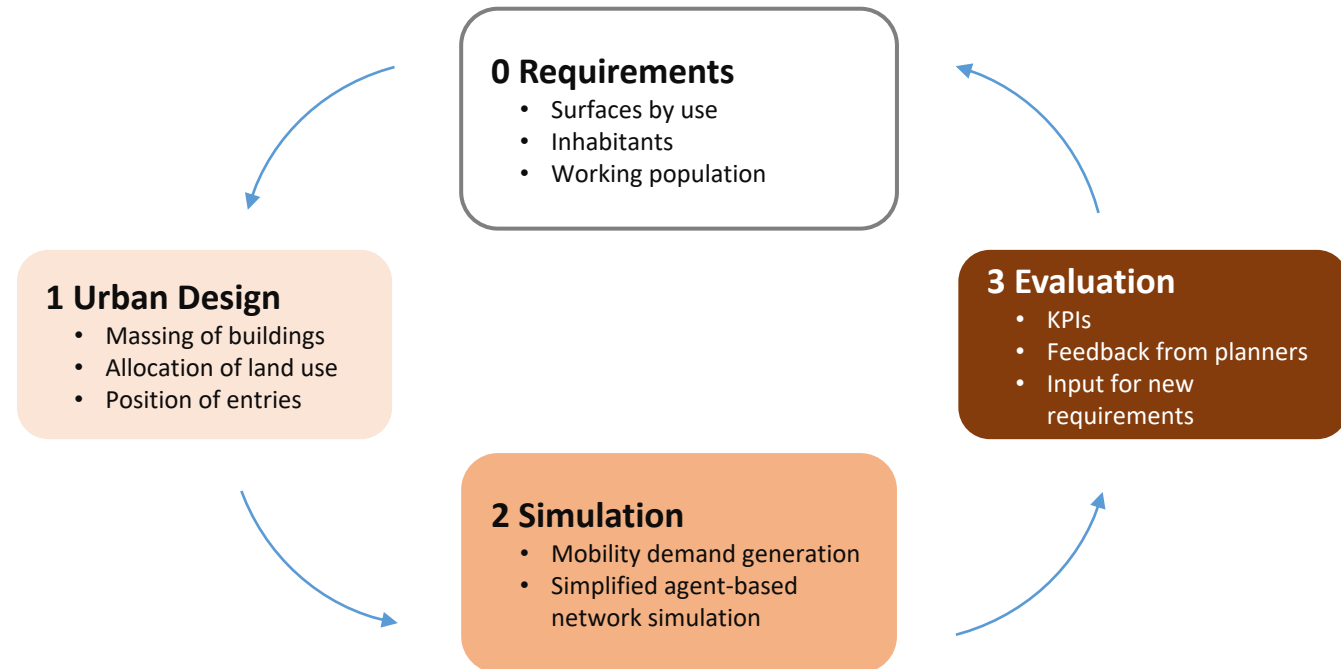 0 Requirements
• Surfaces by use
• Inhabitants
• Working population
1 Urban Design
• Massing of buildings
• Allocation of land use
• Position of entries
2 Simulation
• Mobility demand generation
• Simplified agent-based
network simulation
3 Evaluation
• KPIs
• Feedback from planners
• Input for new
requirements